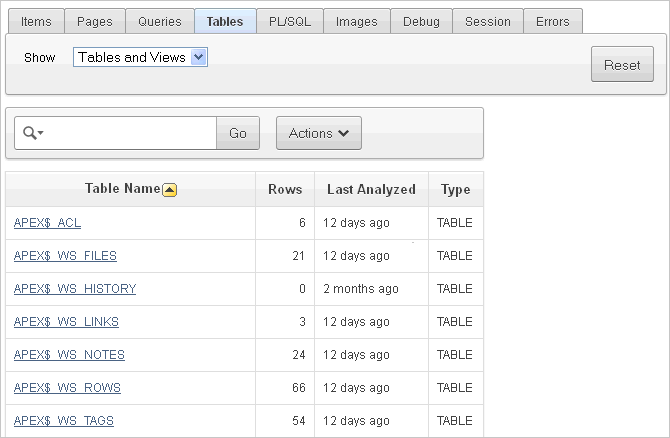 Items Pages Queries Tables PL/SQL Images Debug Session Errors
Show Tables and Views Reset
Go Actions
Table Name Rows Last Analyzed Type
APEX$_ACL 6 12 days ago TABLE
APEX$_WS_FILES 21 12 days ago TABLE
APEX$_WS_HISTORY 0 2 months ago TABLE
APEX$_WS_LINKS 3 12 days ago TABLE
APEX$_WS_NOTES 24 12 days ago TABLE
APEX$_WS_ROWS 66 12 days ago TABLE
APEX$_WS_TAGS 54 12 days ago TABLE